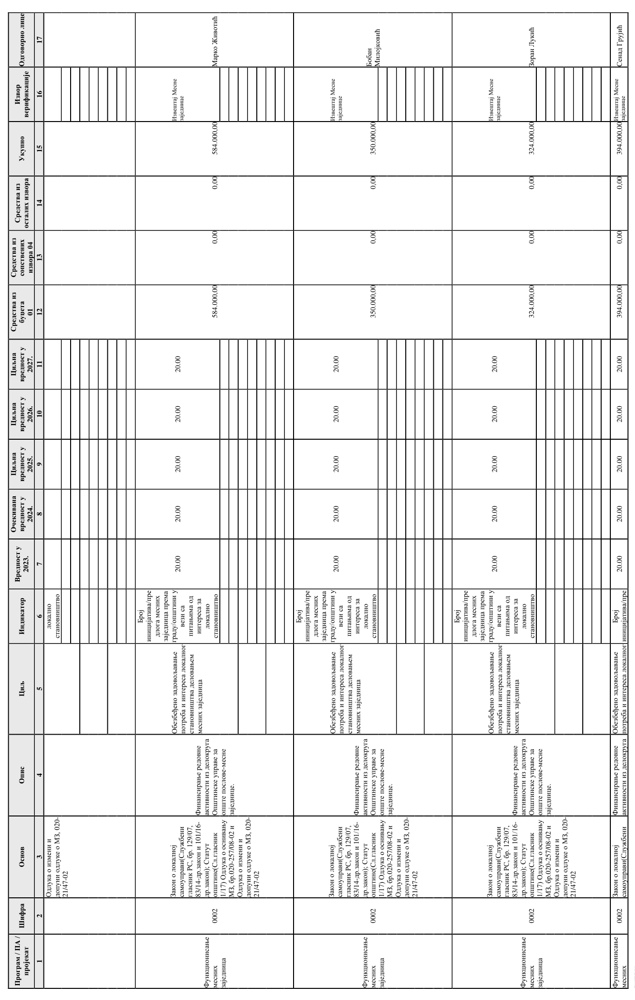 Програм / ПА /
пројекат
Шифра
Основ
Опис
Циљ
Индикатор
Вредност у
2023.
Очекивана
вредност у
2024.
Циљна
вредност у
2025.
Циљна
вредност у
2026.
Циљна
вредност у
2027.
Средства из
буџета
01
Средства из
сопствених
извора 04
Средства из
осталих извора
Укупно
Извор
верификације
Одговорно лице
1
2
3
4
5
6
7
8
9
10
11
12
13
14
15
16
17
Одлука о измени и
допуни одлуке о МЗ, 020-
21/47-02
локално
становништво
Функционисање
месних
заједница
0002
Закон о локалној
самоуправи(Службени
гласник РС, бр. 129/07,
83/14-др.закон и 101/16-
др.закон); Статут
општине(Сл.гласник
1/17) Одлука о оснивању
МЗ, бр.020-257/08-02 и
Одлука о измени и
допуни одлуке о МЗ, 020-
21/47-02
Финансирање редовне
активности из делокруга
Општинске управе за
опште послове-месне
заједнице.
Обезбеђено задовољавање
потреба и интереса локалног
становништва деловањем
месних заједница
Број
иницијатива/пре
длога месних
заједница према
граду/општини у
вези са
питањима од
интереса за
локално
становништво
20.00
20.00
20.00
20.00
20.00
584.000,00
0,00
0,00
584.000,00
Извештај Месне
заједнице
Марко Животић
Функционисање
месних
заједница
0002
Закон о локалној
самоуправи(Службени
гласник РС, бр. 129/07,
83/14-др.закон и 101/16-
др.закон); Статут
општине(Сл.гласник
1/17) Одлука о оснивању
МЗ, бр.020-257/08-02 и
Одлука о измени и
допуни одлуке о МЗ, 020-
21/47-02
Финансирање редовне
активности из делокруга
Општинске управе за
опште послове-месне
заједнице.
Обезбеђено задовољавање
потреба и интереса локалног
становништва деловањем
месних заједница
Број
иницијатива/пре
длога месних
заједница према
граду/општини у
вези са
питањима од
интереса за
локално
становништво
20.00
20.00
20.00
20.00
20.00
350.000,00
0,00
0,00
350.000,00
Извештај Месне
заједнице
Бобан
Милојковић
Функционисање
месних
заједница
0002
Закон о локалној
самоуправи(Службени
гласник РС, бр. 129/07,
83/14-др.закон и 101/16-
др.закон); Статут
општине(Сл.гласник
1/17) Одлука о оснивању
МЗ, бр.020-257/08-02 и
Одлука о измени и
допуни одлуке о МЗ, 020-
21/47-02
Финансирање редовне
активности из делокруга
Општинске управе за
опште послове-месне
заједнице.
Обезбеђено задовољавање
потреба и интереса локалног
становништва деловањем
месних заједница
Број
иницијатива/пре
длога месних
заједница према
граду/општини у
вези са
питањима од
интереса за
локално
становништво
20.00
20.00
20.00
20.00
20.00
324.000,00
0,00
0,00
324.000,00
Извештај Месне
заједнице
Зоран Лукић
Функционисање
месних
0002
Закон о локалној
самоуправи(Службени
Финансирање редовне
активности из делокруга
Обезбеђено задовољавање
потреба и интереса локалног
Број
иницијатива/пре
20.00
20.00
20.00
20.00
20.00
394.000,00
0,00
0,00
394.000,00
Извештај Месне
заједнице
Сенад Грујић